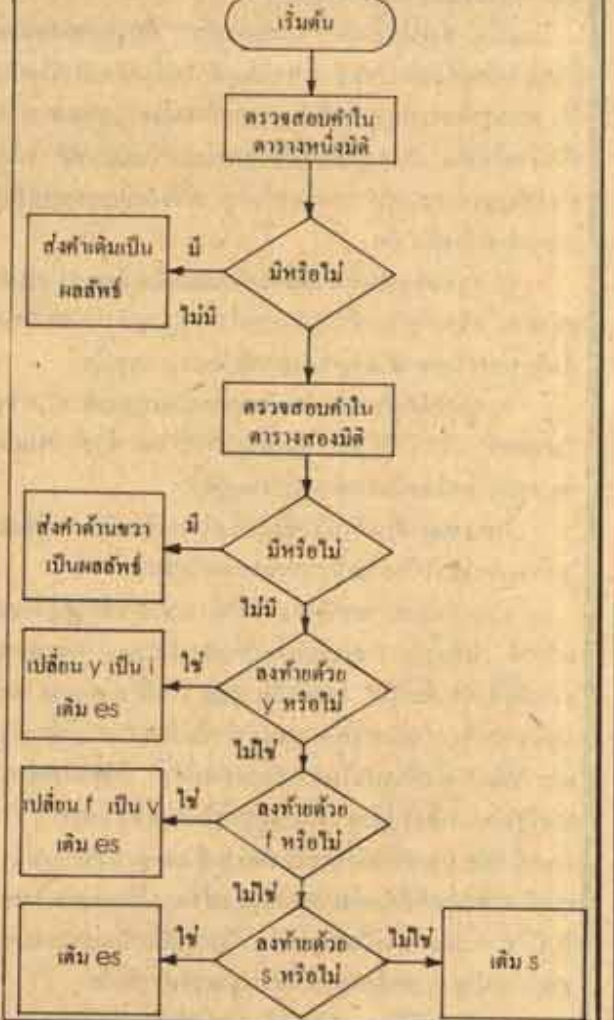 เริ่มต้น
ตรวจสอบคำใน
ตารางหนึ่งมิติ
ส่งคำเดิมเป็น
ผลลัพธ์
มี
มีหรือไม่
ไม่มี
ตรวจสอบคำใน
ตารางสองมิติ
ส่งคำด้านขวา
เป็นผลลัพธ์
มี
มีหรือไม่
ไม่มี
เปลี่ยน y เป็น i
เติม es
ใช่
ลงท้ายด้วย
y หรือไม่
ไม่ใช่
เปลี่ยน f เป็น v
เติม es
ใช่
ลงท้ายด้วย
f หรือไม่
ไม่ใช่
เติม es
ใช่
ลงท้ายด้วย
s หรือไม่
ไม่ใช่
เติม s